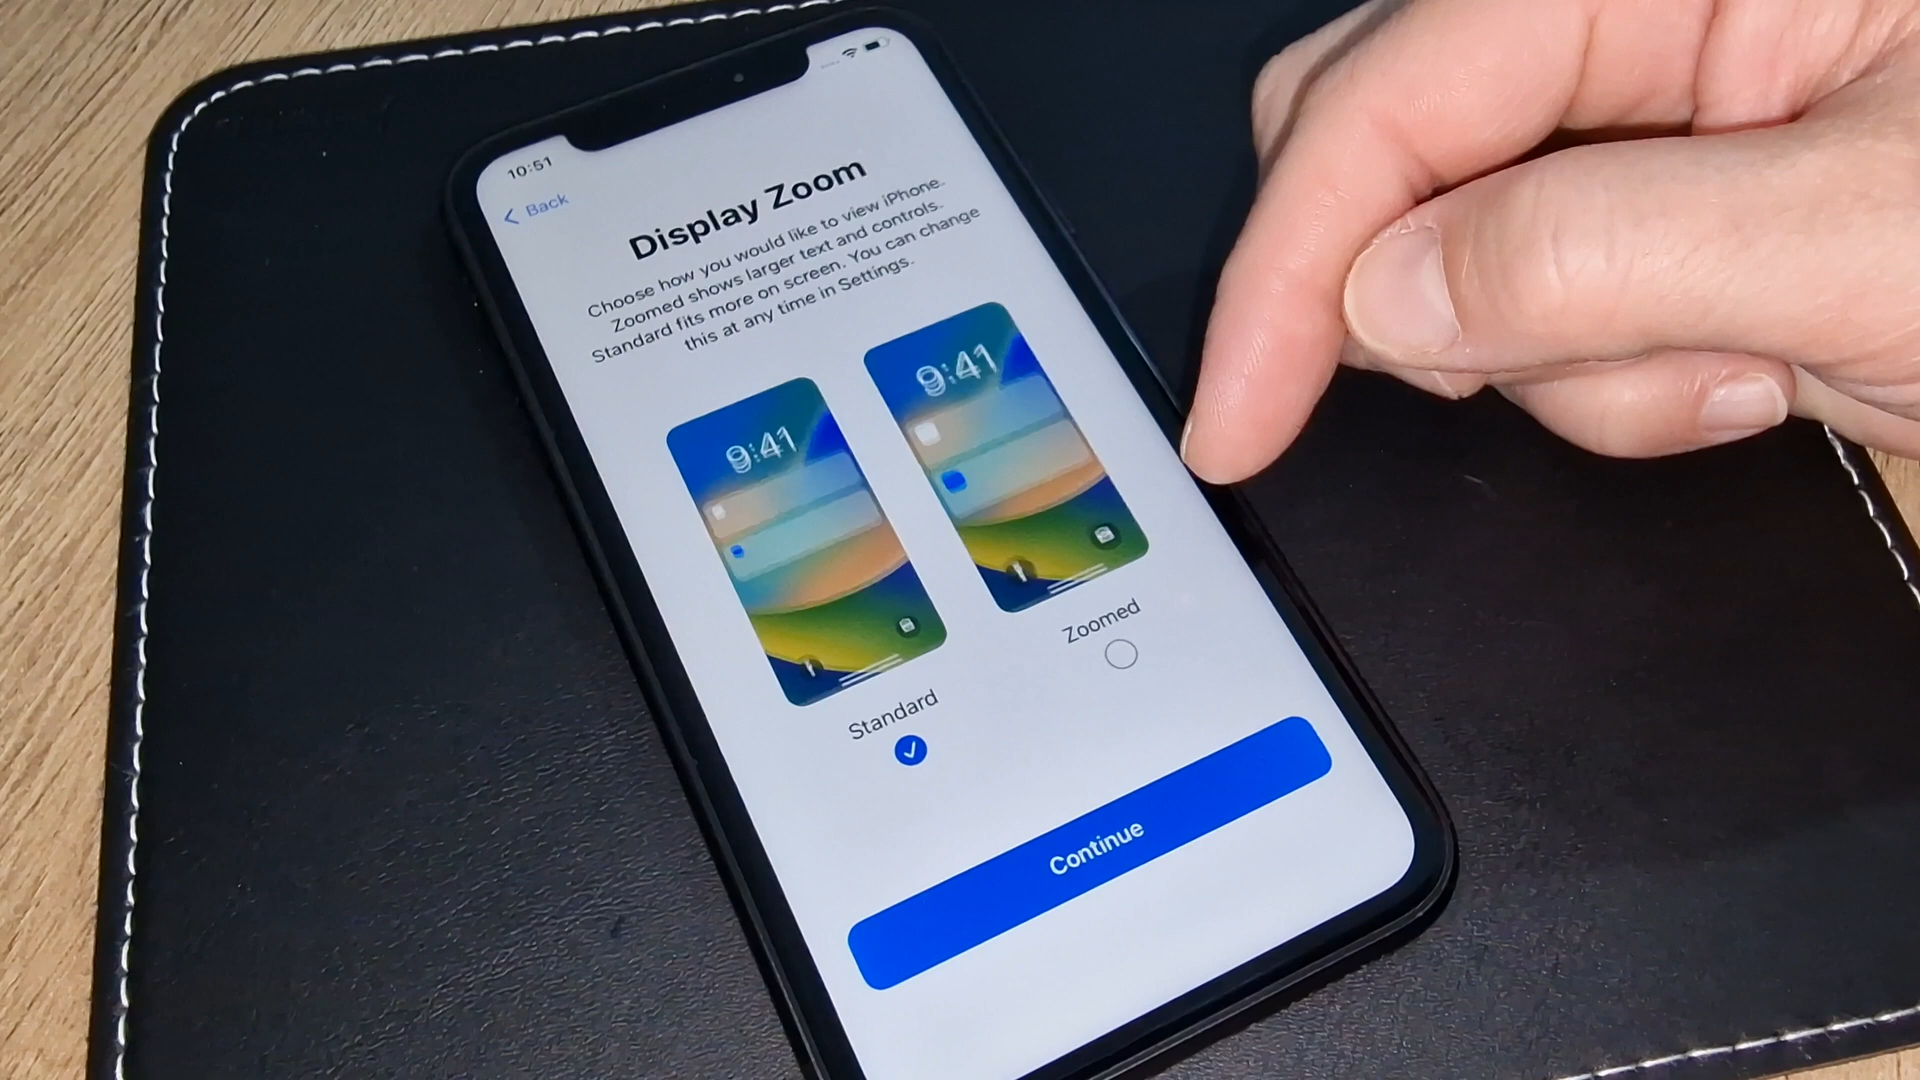 10:51
Back
Display Zoom
Choose how you would like to view iPhone.
Zoomed shows larger text and controls.
Standard fits more on screen. You can change
this at any time in Settings.
9:41
9:41
Standard
Zoomed
Continue